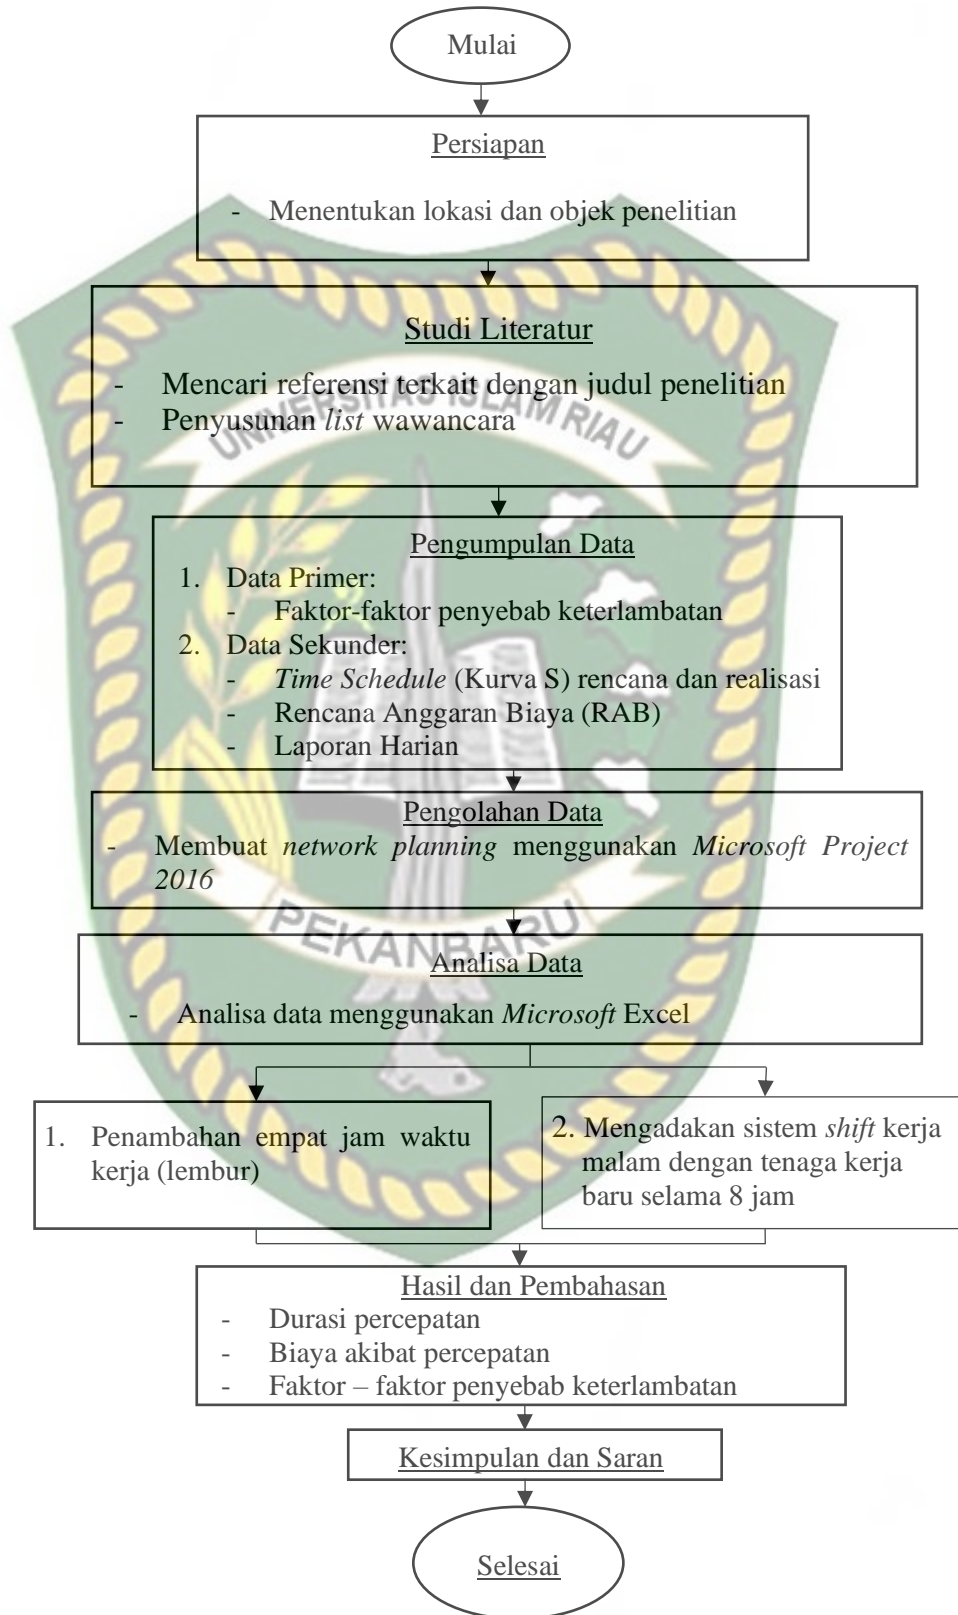 Mulai
Persiapan
- Menentukan lokasi dan objek penelitian
Studi Literatur
- Mencari referensi terkait dengan judul penelitian
- Penyusunan list wawancara
UNIVERSITAS ISLAM RIAU
Pengumpulan Data
1. Data Primer:
- Faktor-faktor penyebab keterlambatan
2. Data Sekunder:
- Time Schedule (Kurva S) rencana dan realisasi
- Rencana Anggaran Biaya (RAB)
- Laporan Harian
Pengolahan Data
- Membuat network planning menggunakan Microsoft Project
2016
PEKANBARU
Analisa Data
- Analisa data menggunakan Microsoft Excel
1. Penambahan empat jam waktu
kerja (lembur)
2. Mengadakan sistem shift kerja
malam dengan tenaga kerja
baru selama 8 jam
Hasil dan Pembahasan
- Durasi percepatan
- Biaya akibat percepatan
- Faktor – faktor penyebab keterlambatan
Kesimpulan dan Saran
Selesai